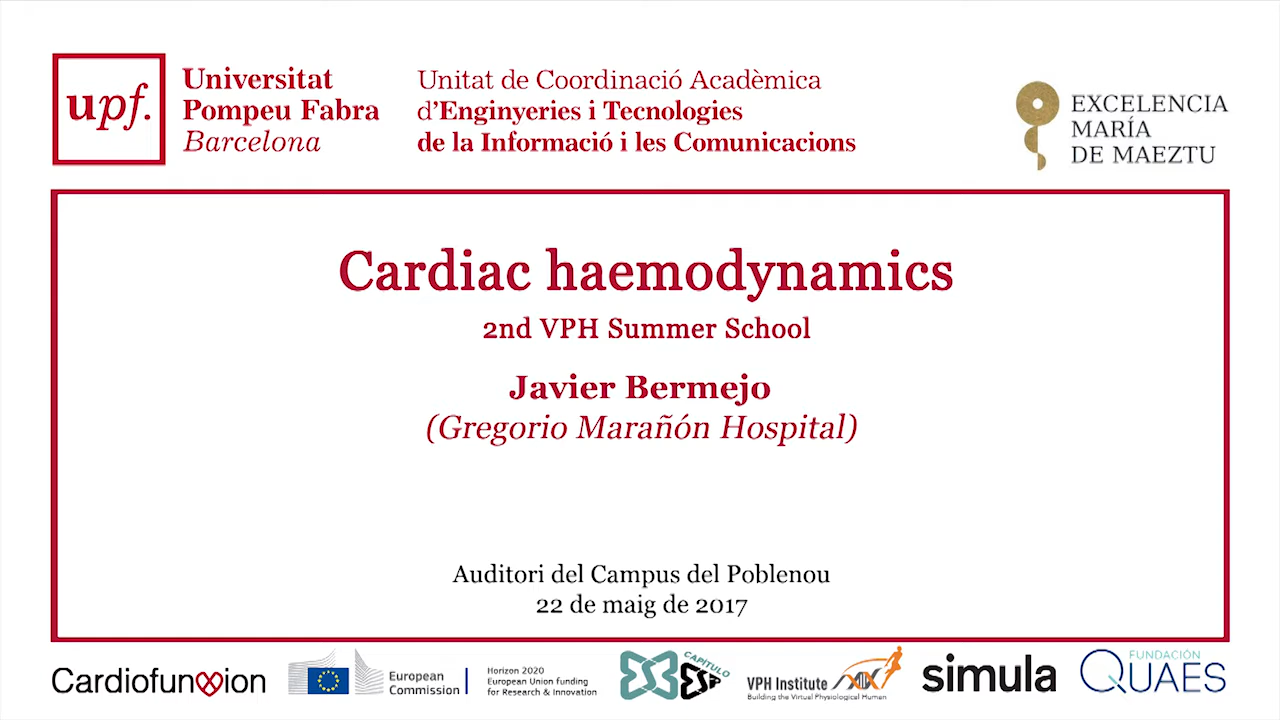 upf.
Universitat
Pompeu Fabra
Barcelona
Unitat de Coordinació Acadèmica
d'Enginyeries i Tecnologies
de la Informació i les Comunicacions
EXCELENCIA
MARÍA
DE MAEZTU
Cardiac haemodynamics
2nd VPH Summer School
Javier Bermejo
(Gregorio Marañón Hospital)
Auditori del Campus del Poblenou
22 de maig de 2017
Cardiofunxion
European
Commission
Horizon 2020
European Union funding
for Research & Innovation
CAPÍTULO
ESP
VPH Institute
Building the Virtual Physiological Human
simula
FUNDACIÓN
QUAES